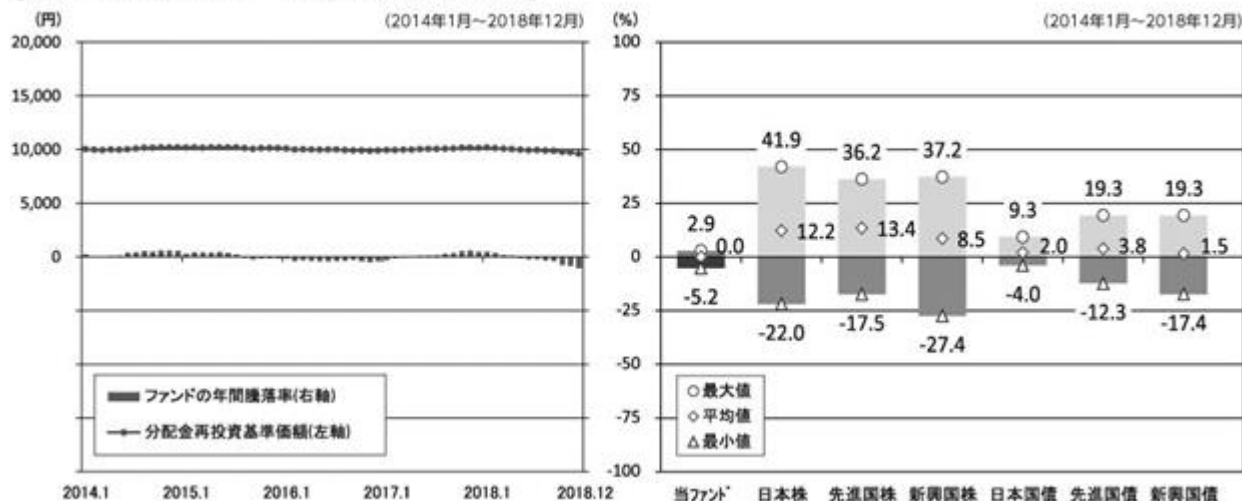 (円)
(2014年1月～2018年12月)
20,000
15,000
10,000
5,000
0
ファンドの年間騰落率(右軸)
分配金再投資基準価額(左軸)
2014.1 2015.1 2016.1 2017.1 2018.1 2018.12
(%)
(2014年1月～2018年12月)
100
75
50
25
0
-25
-50
-75
-100
2.9 41.9 36.2 37.2 9.3 19.3 19.3
0.0 12.2 13.4 8.5 2.0 3.8 1.5
-5.2 -22.0 -17.5 -27.4 -4.0 -12.3 -17.4
最大値
平均値
最小値
当ファンド 日本株 先進国株 新興国株 日本国債 先進国債 新興国債